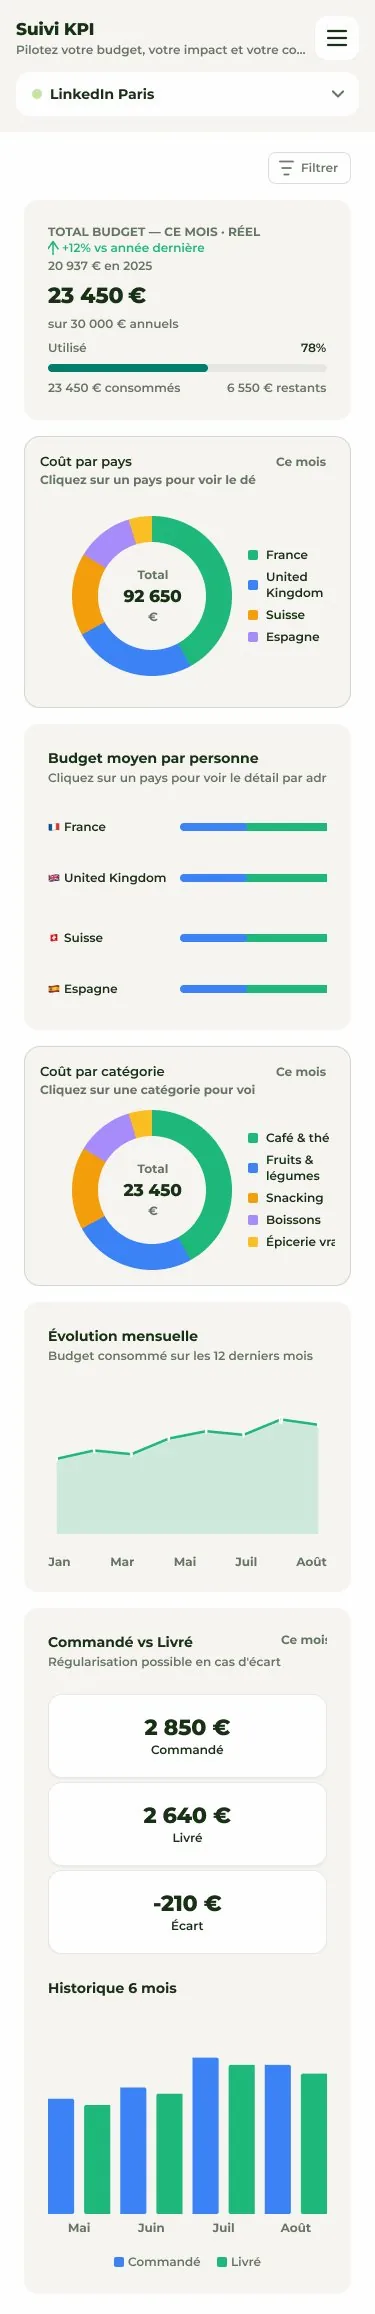 Suivi KPI
Pilotez votre budget, votre impact et votre co...
LinkedIn Paris
Filtrer
TOTAL BUDGET — CE MOIS · RÉEL
+12% vs année dernière
20 937 € en 2025
23 450 €
sur 30 000 € annuels
Utilisé 78%
23 450 € consommés 6 550 € restants
Coût par pays Ce mois
Cliquez sur un pays pour voir le dé
Total
92 650
€
France
United
Kingdom
Suisse
Espagne
Budget moyen par personne
Cliquez sur un pays pour voir le détail par adr
France
United Kingdom
Suisse
Espagne
Coût par catégorie Ce mois
Cliquez sur une catégorie pour voi
Total
23 450
€
Café & thé
Fruits &
légumes
Snacking
Boissons
Épicerie vra
Évolution mensuelle
Budget consommé sur les 12 derniers mois
Jan Mar Mai Juil Août
Commandé vs Livré Ce mois
Régularisation possible en cas d'écart
2 850 €
Commandé
2 640 €
Livré
-210 €
Écart
Historique 6 mois
Mai Juin Juil Août
Commandé Livré